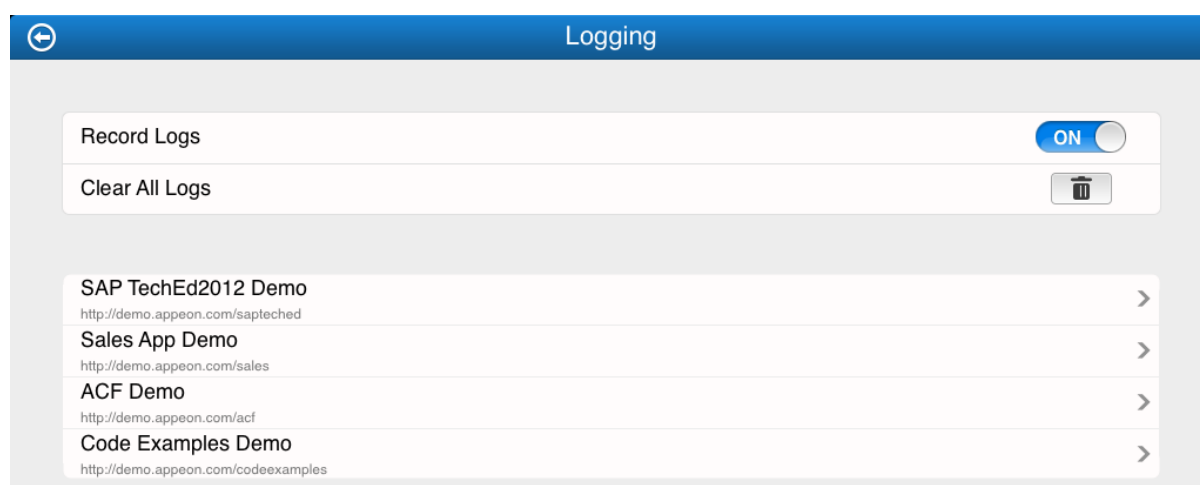 Logging
Record Logs
ON
Clear All Logs
SAP TechEd2012 Demo
http://demo.appeon.com/sapteched
Sales App Demo
http://demo.appeon.com/sales
ACF Demo
http://demo.appeon.com/acf
Code Examples Demo
http://demo.appeon.com/codeexamples